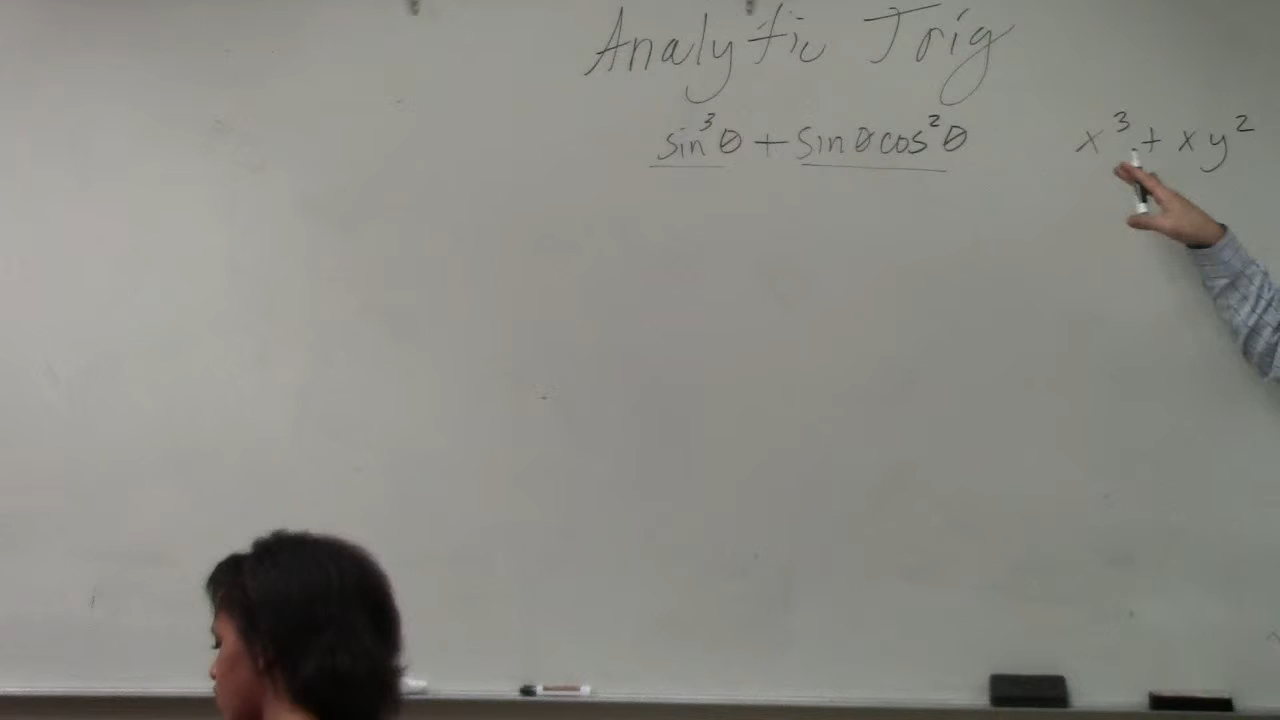 Analytic Trig
sin³θ + sinθcos²θ x³ + xy²